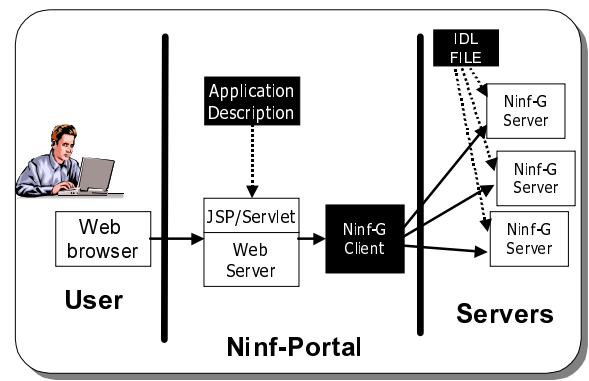 IDL
FILE
Application
Description
Ninf-G
Server
Ninf-G
Server
JSP/Servlet
Web
Server
Web
browser
Ninf-G
Client
Ninf-G
Server
User
Servers
Ninf-Portal